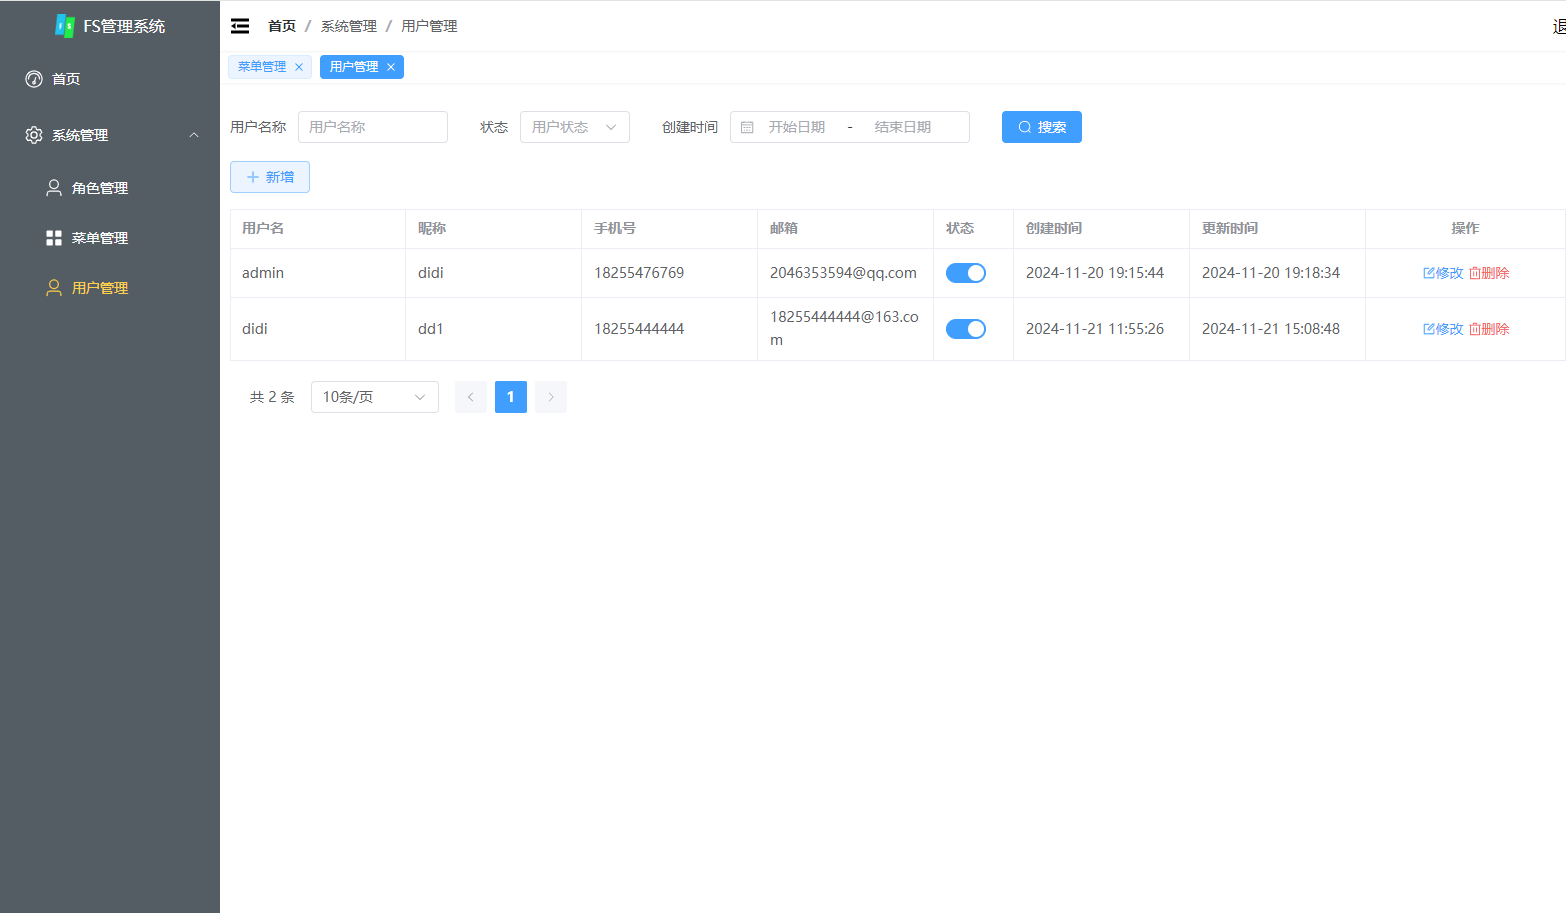 FS管理系统
首页
系统管理
角色管理
菜单管理
用户管理
首页 / 系统管理 / 用户管理
退
菜单管理
用户管理
用户名称 用户名称 状态 用户状态 创建时间 开始日期 - 结束日期 搜索
新增
用户名 昵称 手机号 邮箱 状态 创建时间 更新时间 操作
admin didi 18255476769 2046353594@qq.com 2024-11-20 19:15:44 2024-11-20 19:18:34 修改 删除
didi dd1 18255444444 18255444444@163.co 2024-11-21 11:55:26 2024-11-21 15:08:48 修改 删除
m
共 2 条 10条/页 1